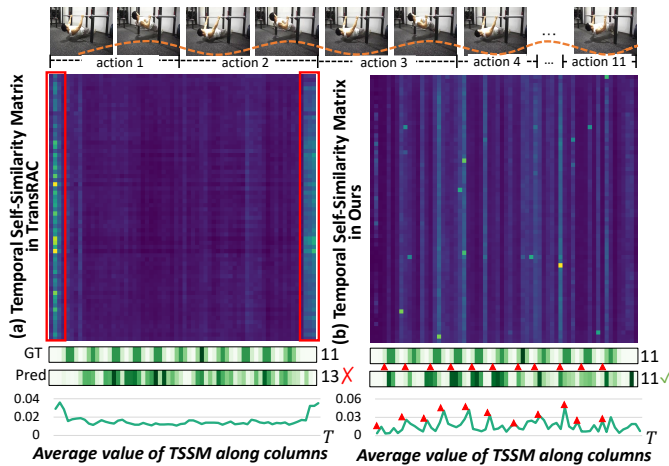 action 1 action 2 action 3 action 4 ... action 11
...
(a) Temporal Self-Similarity Matrix
in TransRAC
(b) Temporal Self-Similarity Matrix
in Ours
GT 11 11
Pred 13 X 11 ✓
0.04
0.02
0
T
0.06
0.03
0
T
Average value of TSSM along columns
Average value of TSSM along columns